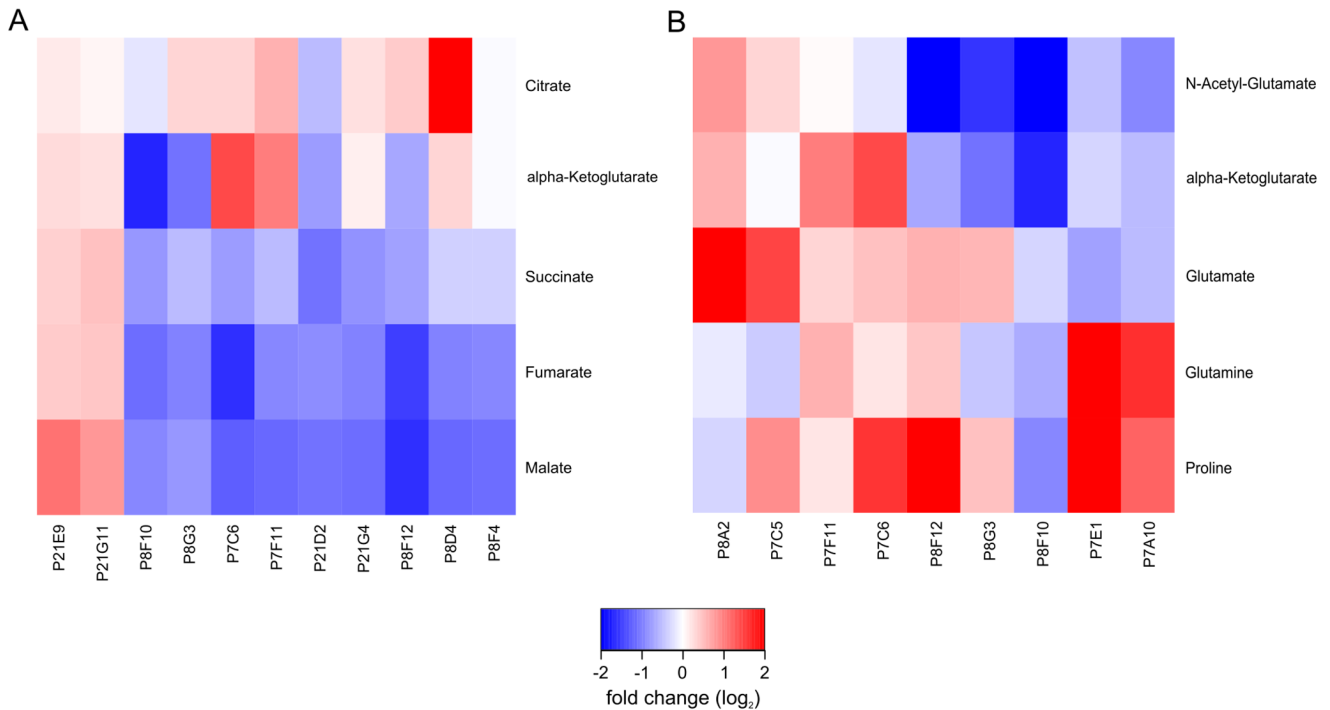 A
Citrate
alpha-Ketoglutarate
Succinate
Fumarate
Malate
P21E9 P21G11 P8F10 P8G3 P7C6 P7F11 P21D2 P21G4 P8F12 P8D4 P8F4
B
N-Acetyl-Glutamate
alpha-Ketoglutarate
Glutamate
Glutamine
Proline
P8A2 P7C5 P7F11 P7C6 P8F12 P8G3 P8F10 P7E1 P7A10
-2 -1 0 1 2
fold change (log₂)